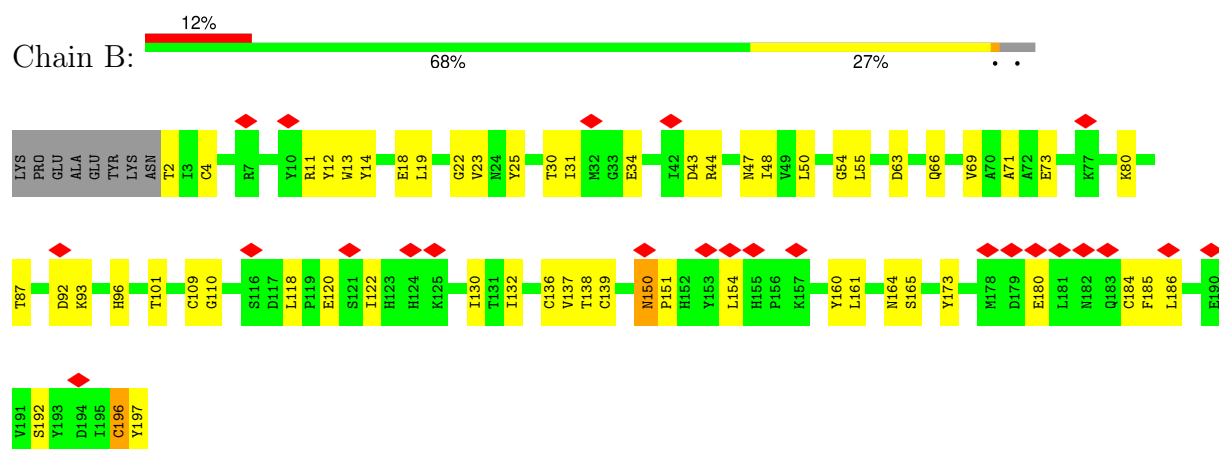 12%
Chain B:
68% 27% • •
LYS PRO GLU ALA GLU TYR LYS ASN T2 I3 C4 R7 Y10 R11 Y12 W13 Y14 E18 L19 G22 V23 N24 Y25 T30 I31 M32 G33 E34 I42 D43 R44 N47 I48 V49 L50 G54 L55 D63 Q66 V69 A70 A71 A72 E73 K77 K80
T87 D92 K93 H96 T101 C109 G110 S116 D117 L118 P119 E120 S121 I122 H123 H124 K125 I130 T131 I132 C136 V137 T138 C139 N150 P151 H152 Y153 L154 H155 P156 K157 Y160 L161 N164 S165 Y173 M178 D179 E180 L181 N182 Q183 C184 F185 L186 E190
V191 S192 Y193 D194 I195 C196 Y197